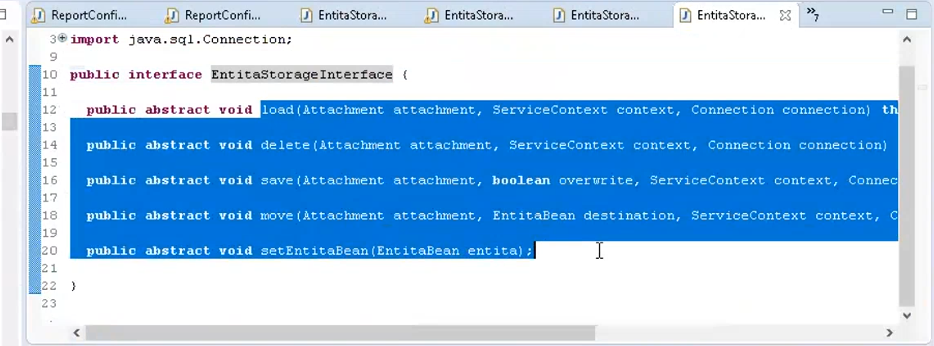 ReportConfi... ReportConfi... EntitaStora... EntitaStora... EntitaStora... EntitaStora... 7
3 import java.sql.Connection;
9
10 public interface EntitaStorageInterface {
11
12 public abstract void load(Attachment attachment, ServiceContext context, Connection connection) th
13
14 public abstract void delete(Attachment attachment, ServiceContext context, Connection connection)
15
16 public abstract void save(Attachment attachment, boolean overwrite, ServiceContext context, Connec
17
18 public abstract void move(Attachment attachment, EntitaBean destination, ServiceContext context, C
19
20 public abstract void setEntitaBean(EntitaBean entita);
21
22 }
23